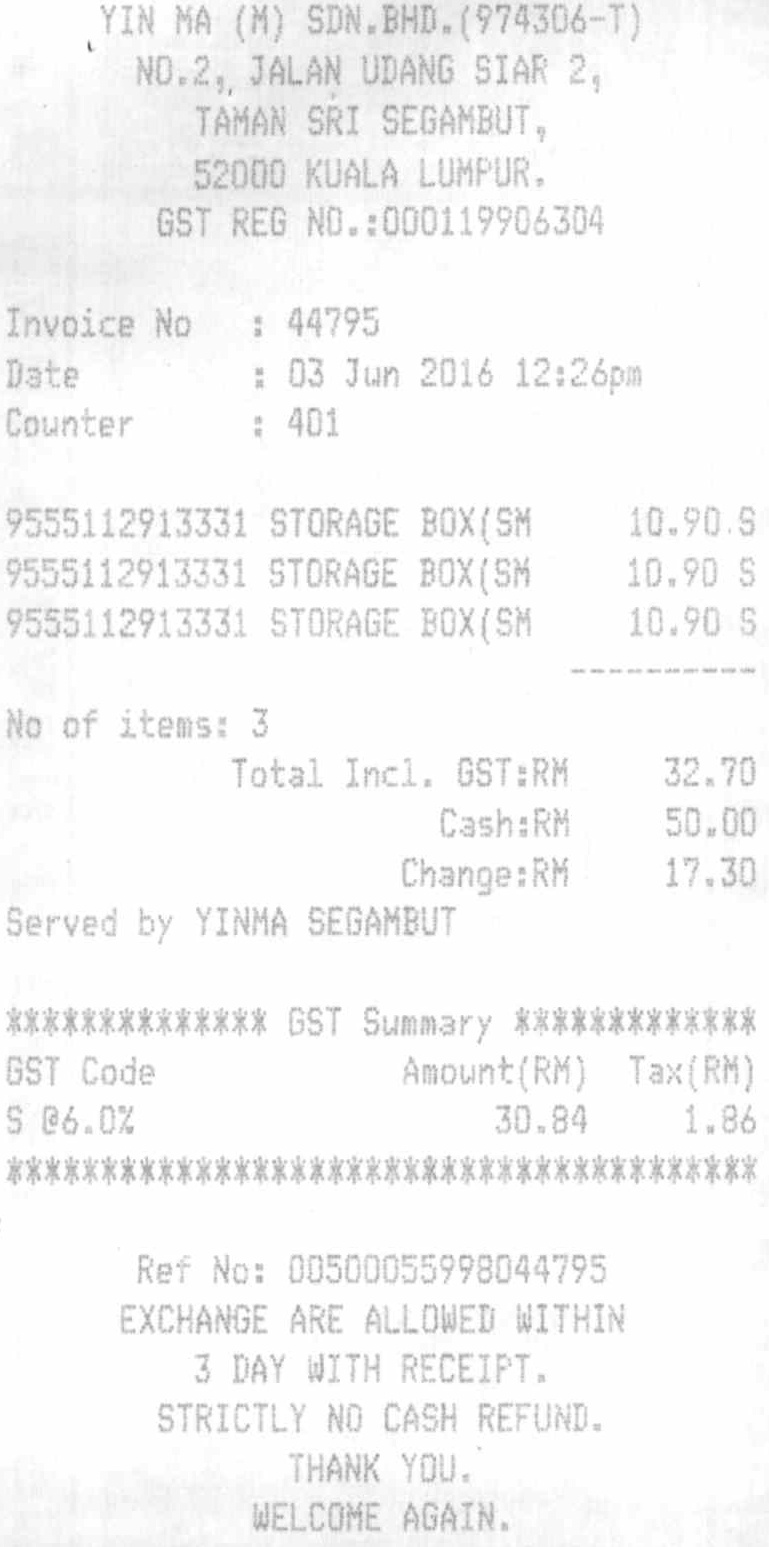 YIN MA (M) SDN.BHD.(974306-T)
NO.2, JALAN UDANG SIAR 2,
TAMAN SRI SEGAMBUT,
52000 KUALA LUMPUR.
GST REG NO.:000119906304
Invoice No : 44795
Date : 03 Jun 2016 12:26pm
Counter : 401
9555112913331 STORAGE BOX(SM 10.90 S
9555112913331 STORAGE BOX(SM 10.90 S
9555112913331 STORAGE BOX(SM 10.90 S
----------
No of items: 3
Total Incl. GST:RM 32.70
Cash:RM 50.00
Change:RM 17.30
Served by YINMA SEGAMBUT
************** GST Summary *************
GST Code Amount(RM) Tax(RM)
S @6.0% 30.84 1.86
****************************************
Ref No: 00500055998044795
EXCHANGE ARE ALLOWED WITHIN
3 DAY WITH RECEIPT.
STRICTLY NO CASH REFUND.
THANK YOU.
WELCOME AGAIN.